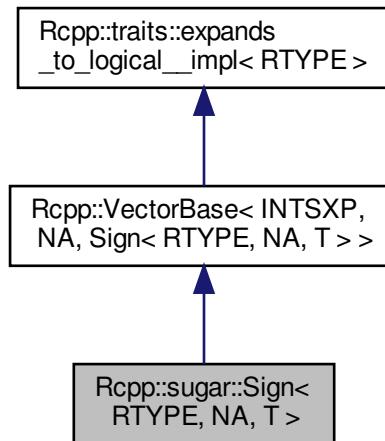 Rcpp::traits::expands
_to_logical__impl< RTYPE >
Rcpp::VectorBase< INTSXP,
NA, Sign< RTYPE, NA, T > >
Rcpp::sugar::Sign<
RTYPE, NA, T >